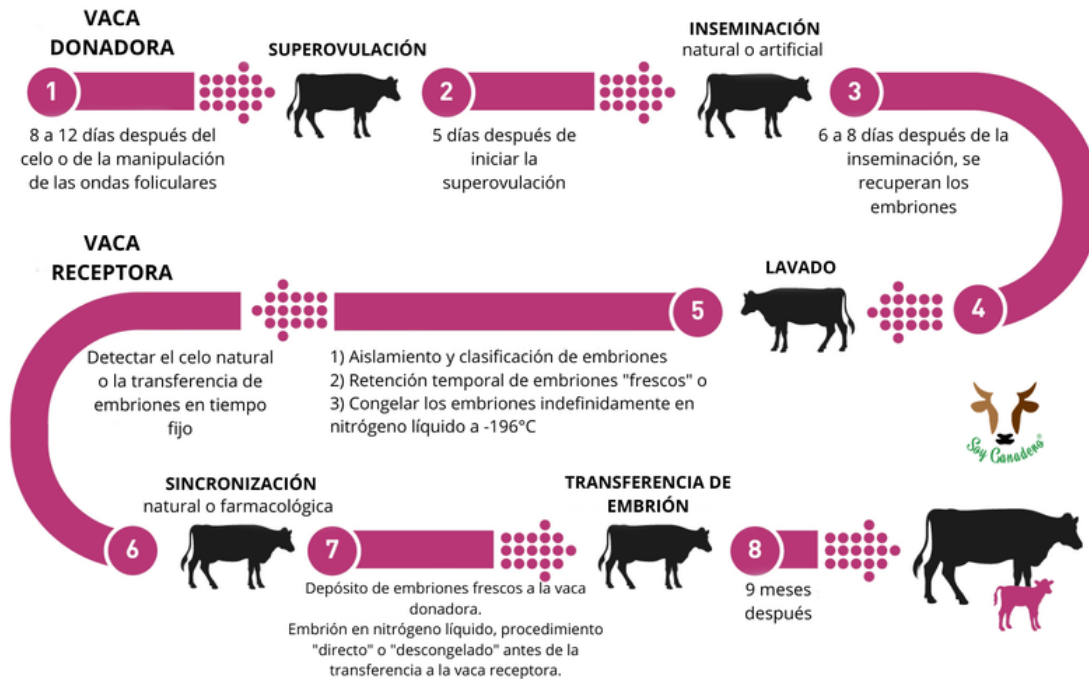 VACA
DONADORA
1
8 a 12 días después del
celo o de la manipulación
de las ondas foliculares
SUPEROVULACIÓN
2
5 días después de
iniciar la
superovulación
INSEMINACIÓN
natural o artificial
3
6 a 8 días después de la
inseminación, se
recuperan los
embriones
4
LAVADO
5
1) Aislamiento y clasificación de embriones
2) Retención temporal de embriones "frescos" o
3) Congelar los embriones indefinidamente en
nitrógeno líquido a -196°C
VACA
RECEPTORA
Detectar el celo natural
o la transferencia de
embriones en tiempo
fijo
Soy Ganadero®
6
SINCRONIZACIÓN
natural o farmacológica
7
Depósito de embriones frescos a la vaca
donadora.
Embrión en nitrógeno líquido, procedimiento
"directo" o "descongelado" antes de la
transferencia a la vaca receptora.
TRANSFERENCIA DE
EMBRIÓN
8
9 meses
después